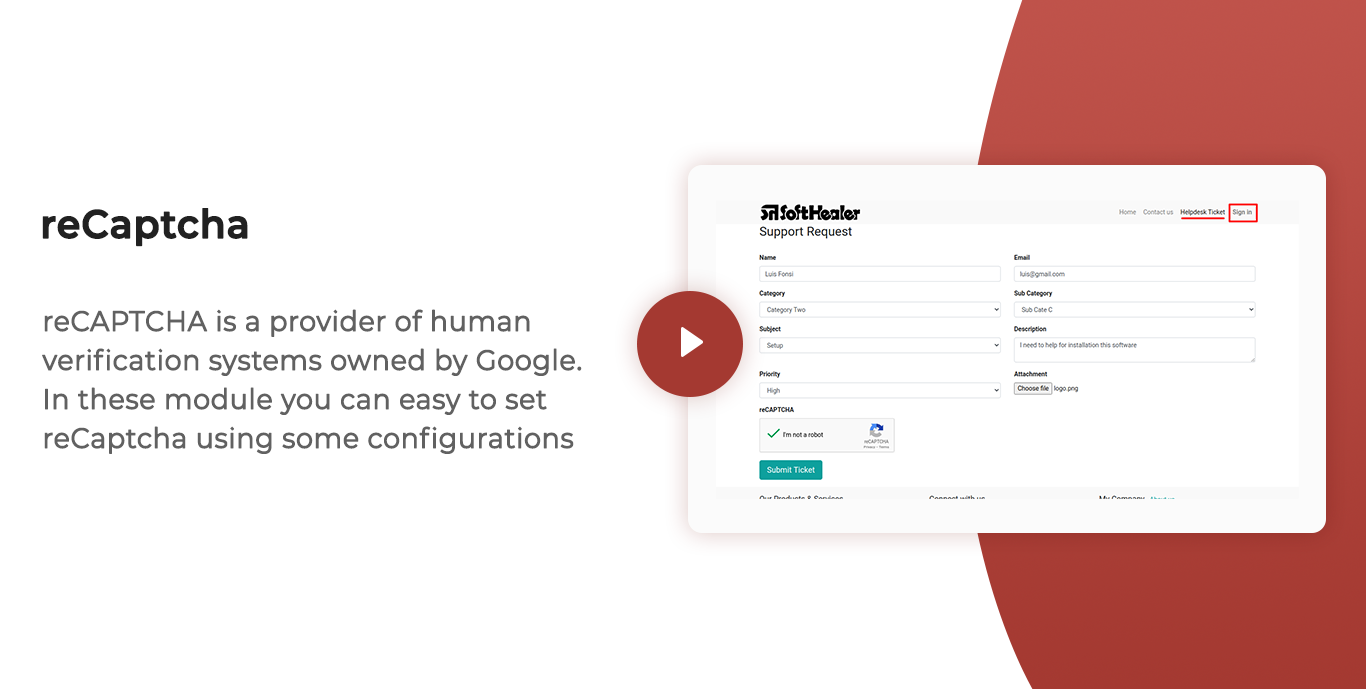 reCaptcha
reCAPTCHA is a provider of human
verification systems owned by Google.
In these module you can easy to set
reCaptcha using some configurations
SoftHealer
Home Contact us Helpdesk Ticket Sign in
Support Request
Name
Luis Fonsi
Email
luis@gmail.com
Category
Category Two
Sub Category
Sub Cate C
Subject
Setup
Description
I need to help for installation this software
Priority
High
Attachment
Choose file logo.png
reCAPTCHA
I'm not a robot
reCAPTCHA
Privacy - Terms
Submit Ticket
Our Products & Services Connect with us My Company About us